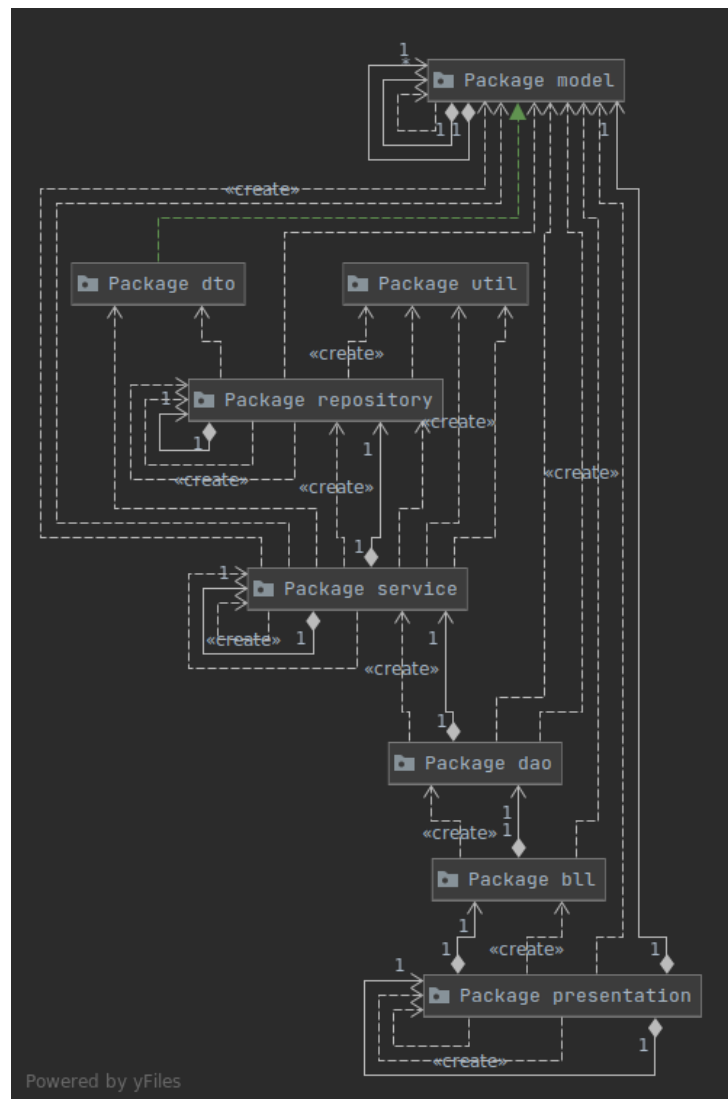 1
*
Package model
1 1
1
«create»
Package dto
Package util
«create»
1
Package repository
«create»
1
1
«create»
«create»
«create»
1
1
Package service
«create»
1
1
«create»
1
Package dao
1
«create»
1
Package bll
1
1
«create»
1
1
Package presentation
1
«create»
Powered by yFiles